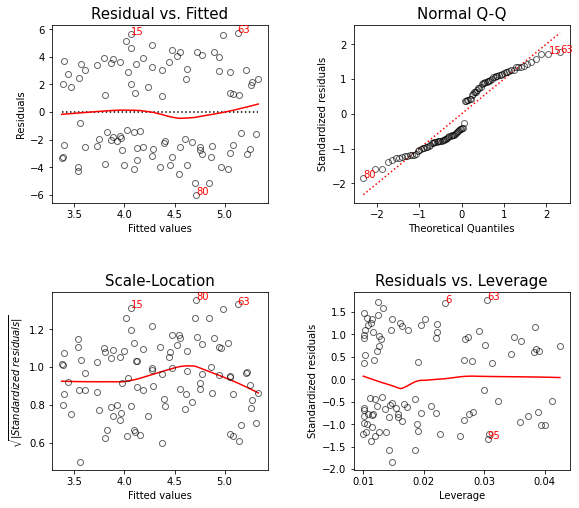 Residual vs. Fitted
Residuals
6
4
2
0
−2
−4
−6
15
63
80
3.5 4.0 4.5 5.0
Fitted values
Normal Q-Q
Standardized residuals
2
1
0
−1
−2
15
63
80
−2 −1 0 1 2
Theoretical Quantiles
Scale-Location
√|Standardized residuals|
1.2
1.0
0.8
0.6
15
80
63
3.5 4.0 4.5 5.0
Fitted values
Residuals vs. Leverage
Standardized residuals
1.5
1.0
0.5
0.0
−0.5
−1.0
−1.5
−2.0
6
63
95
0.01 0.02 0.03 0.04
Leverage